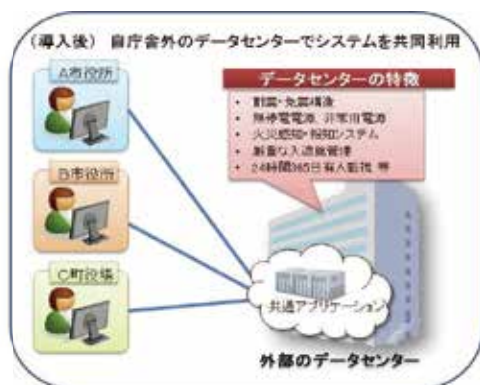 (導入後) 自庁舎外のデータセンターでシステムを共同利用
A市役所
データセンターの特徴
• 耐震・免震構造
• 無停電電源、非常用電源
• 火災感知・報知システム
• 厳重な入退館管理
• 24時間365日有人監視 等
B市役所
C町役場
共通アプリケーション
外部のデータセンター